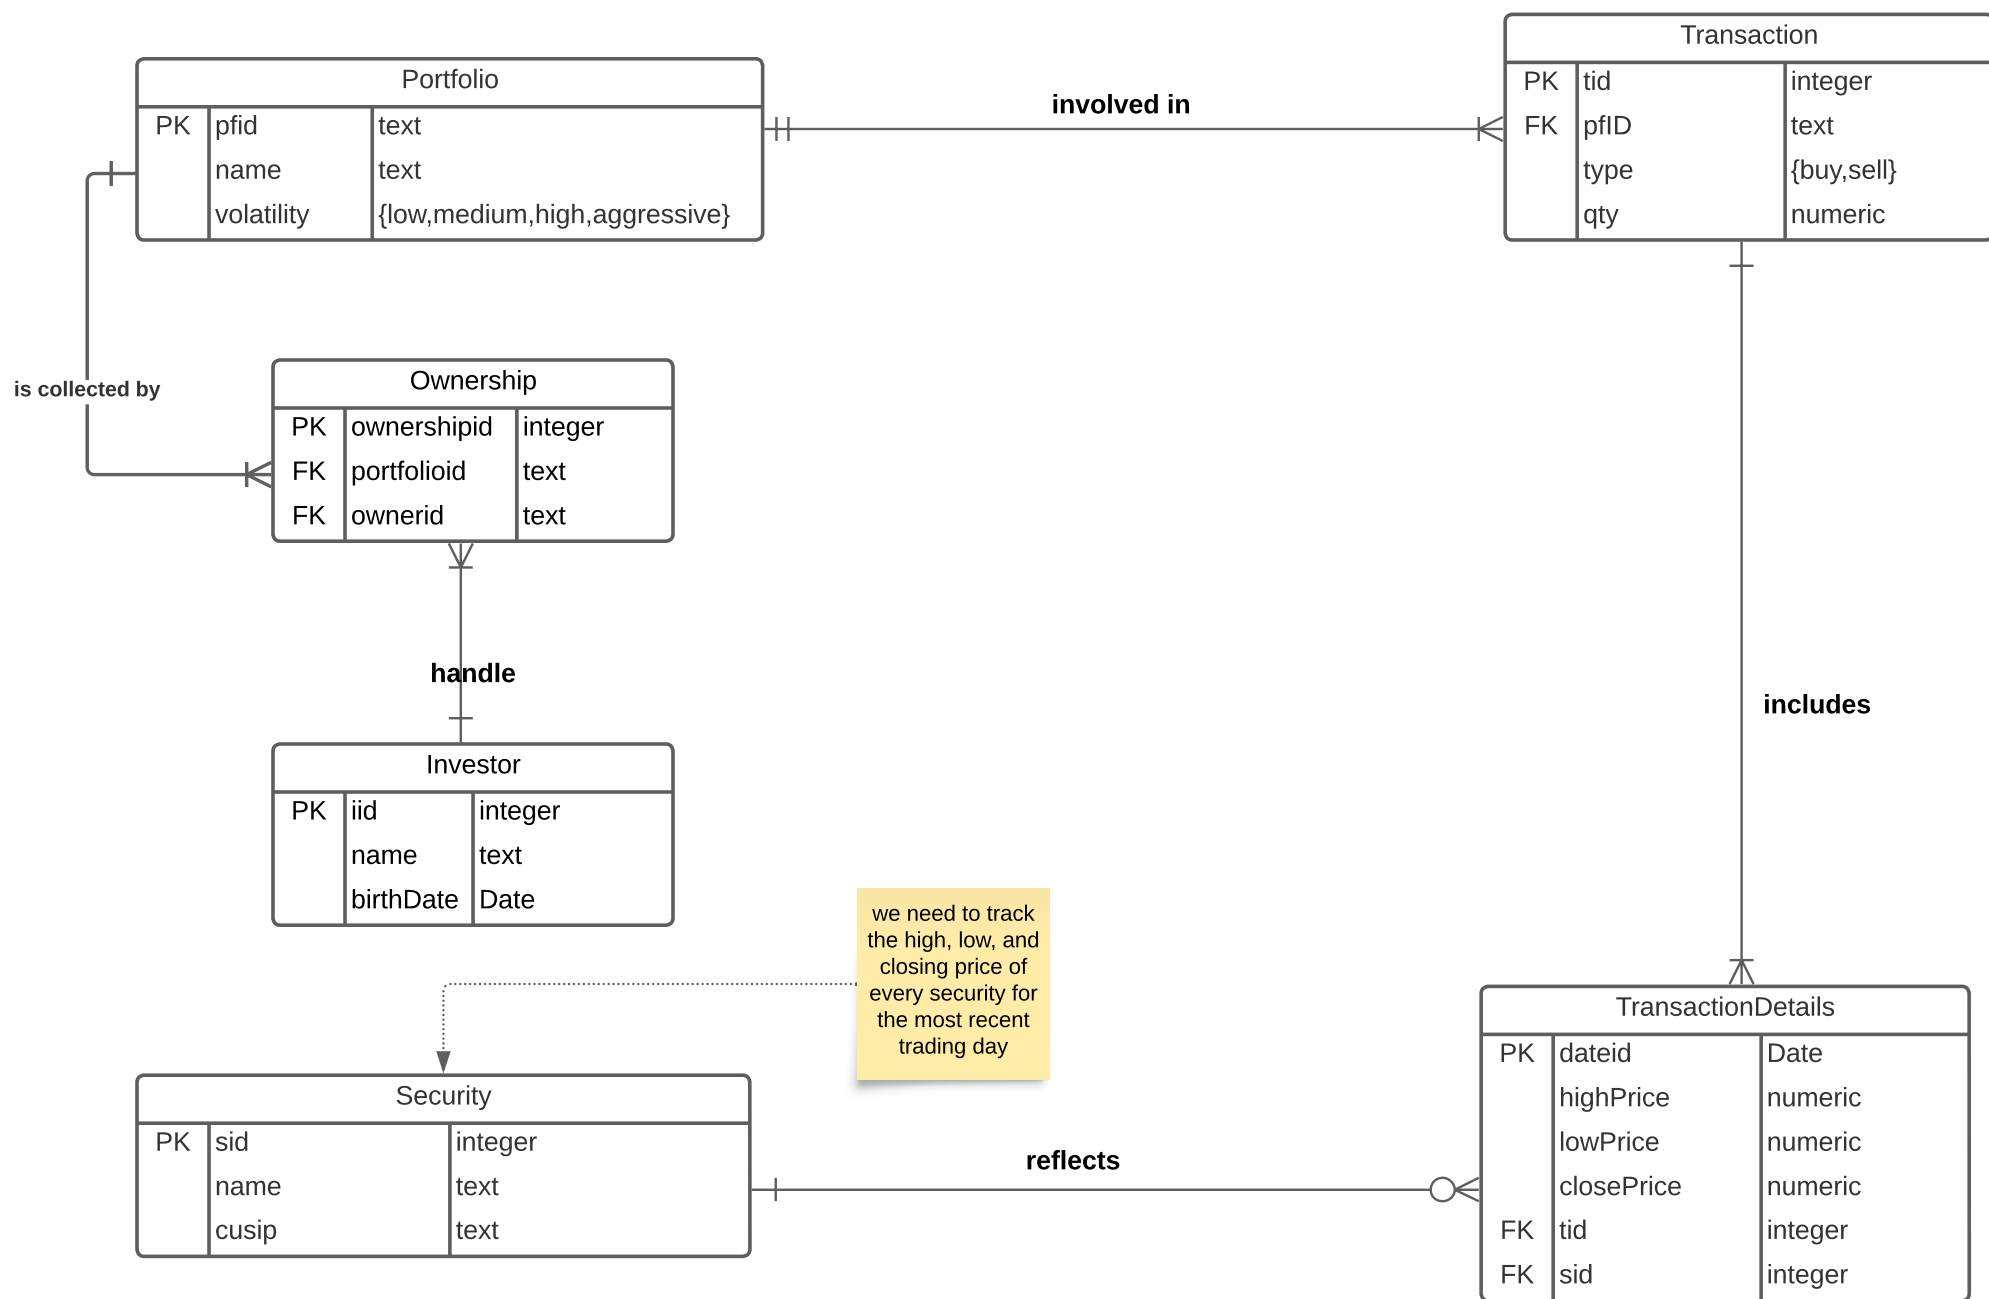 Portfolio
PK pfid text
name text
volatility {low,medium,high,aggressive}
involved in
Transaction
PK tid integer
FK pfID text
type {buy,sell}
qty numeric
is collected by
Ownership
PK ownershipid integer
FK portfolioid text
FK ownerid text
handle
includes
Investor
PK iid integer
name text
birthDate Date
we need to track
the high, low, and
closing price of
every security for
the most recent
trading day
Security
PK sid integer
name text
cusip text
reflects
TransactionDetails
PK dateid Date
highPrice numeric
lowPrice numeric
closePrice numeric
FK tid integer
FK sid integer